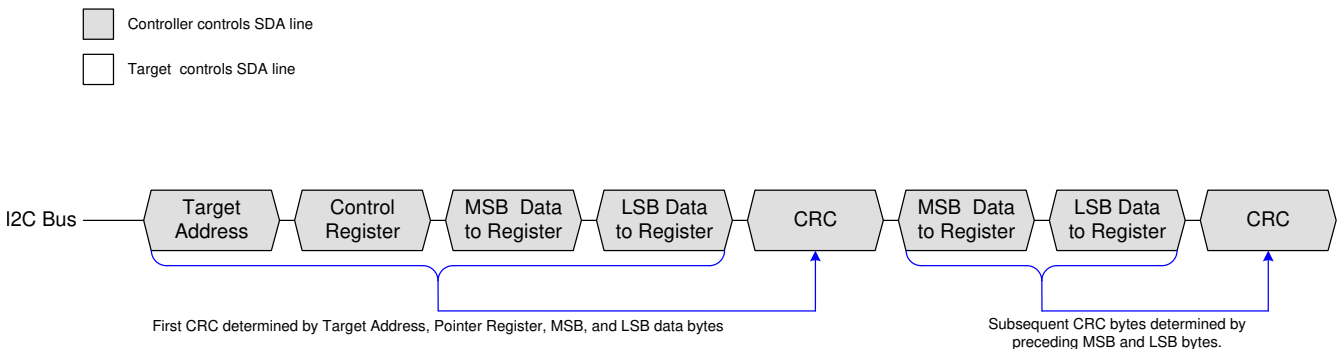 Controller controls SDA line
Target controls SDA line
I2C Bus
Target
Address
Control
Register
MSB Data
to Register
LSB Data
to Register
CRC
MSB Data
to Register
LSB Data
to Register
CRC
First CRC determined by Target Address, Pointer Register, MSB, and LSB data bytes
Subsequent CRC bytes determined by
preceding MSB and LSB bytes.